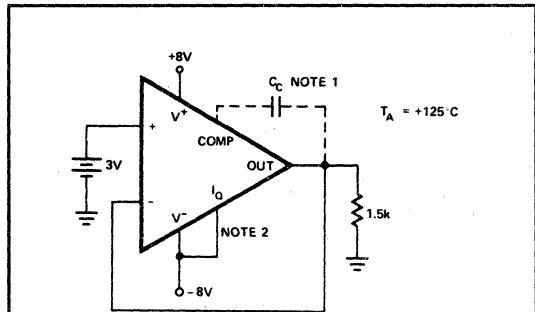 +8V
C_C NOTE 1
T_A = +125°C
V+
+
COMP
3V
OUT
I_Q
-
V-
1.5k
NOTE 2
-8V